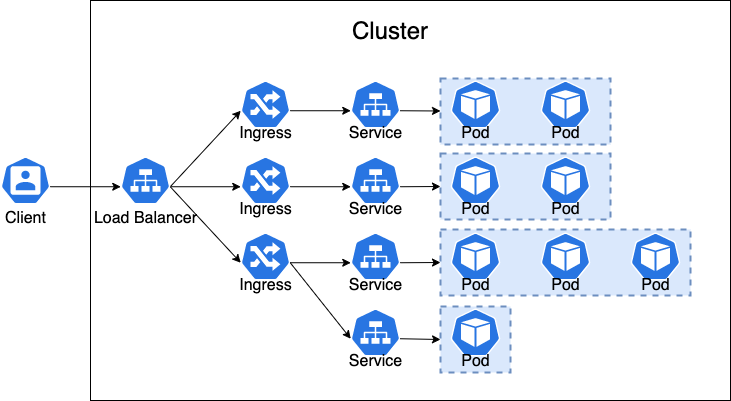 Cluster
Ingress
Service
Pod
Pod
Client
Load Balancer
Ingress
Service
Pod
Pod
Ingress
Service
Pod
Pod
Pod
Service
Pod